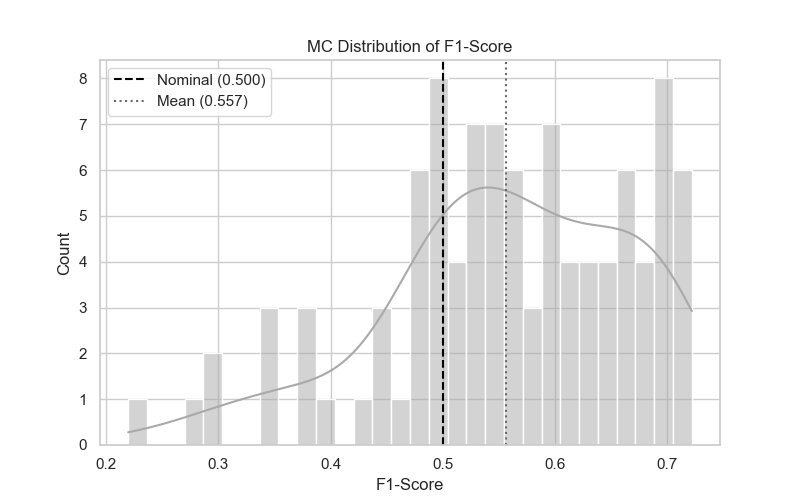 MC Distribution of F1-Score
Nominal (0.500)
Mean (0.557)
Count
8
7
6
5
4
3
2
1
0
0.2 0.3 0.4 0.5 0.6 0.7
F1-Score